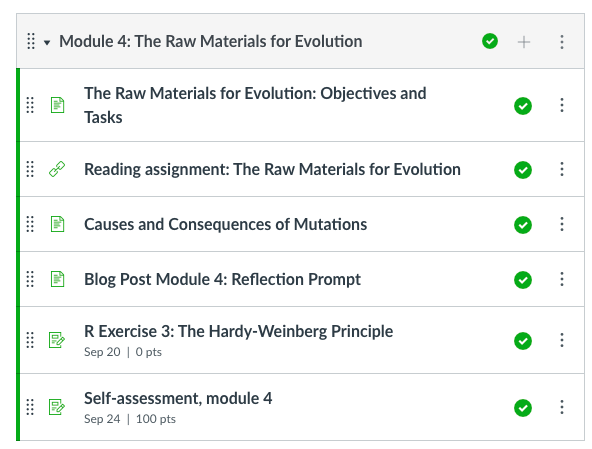 Module 4: The Raw Materials for Evolution
The Raw Materials for Evolution: Objectives and
Tasks
Reading assignment: The Raw Materials for Evolution
Causes and Consequences of Mutations
Blog Post Module 4: Reflection Prompt
R Exercise 3: The Hardy-Weinberg Principle
Sep 20 | 0 pts
Self-assessment, module 4
Sep 24 | 100 pts